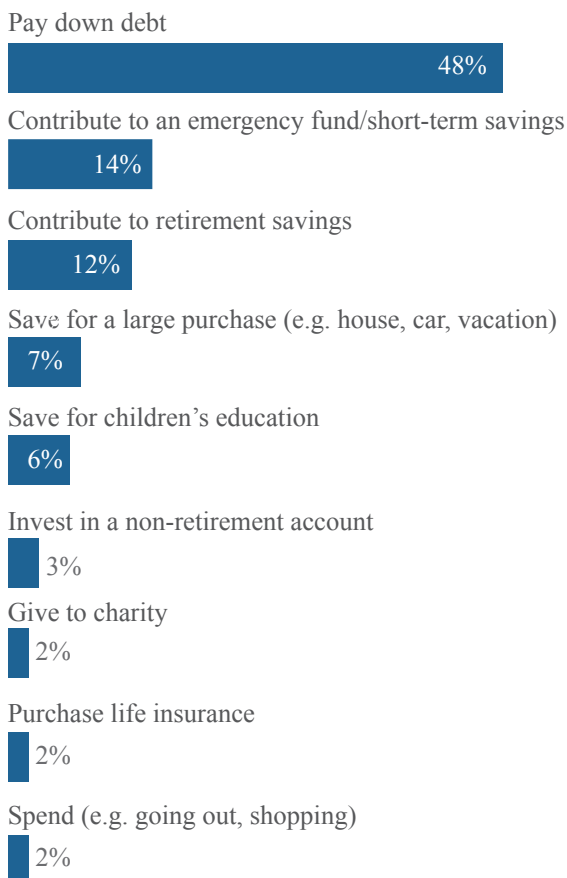 Pay down debt
48%
Contribute to an emergency fund/short-term savings
14%
Contribute to retirement savings
12%
Save for a large purchase (e.g. house, car, vacation)
7%
Save for children’s education
6%
Invest in a non-retirement account
3%
Give to charity
2%
Purchase life insurance
2%
Spend (e.g. going out, shopping)
2%